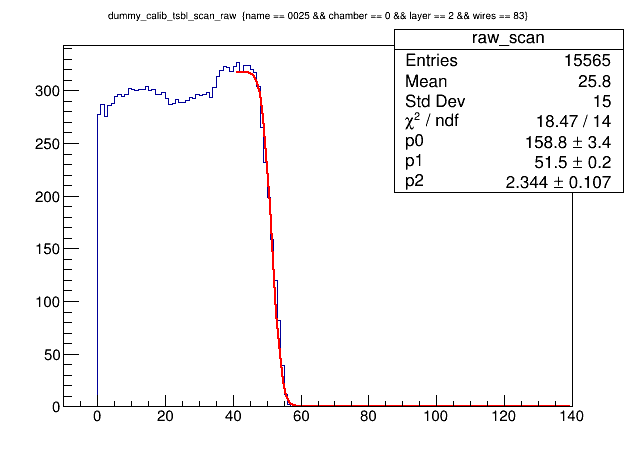 dummy_calib_tsbl_scan_raw {name == 0025 && chamber == 0 && layer == 2 && wires == 83}
raw_scan
Entries 15565
Mean 25.8
Std Dev 15
χ² / ndf 18.47 / 14
p0 158.8 ± 3.4
p1 51.5 ± 0.2
p2 2.344 ± 0.107
300
250
200
150
100
50
0
0 20 40 60 80 100 120 140